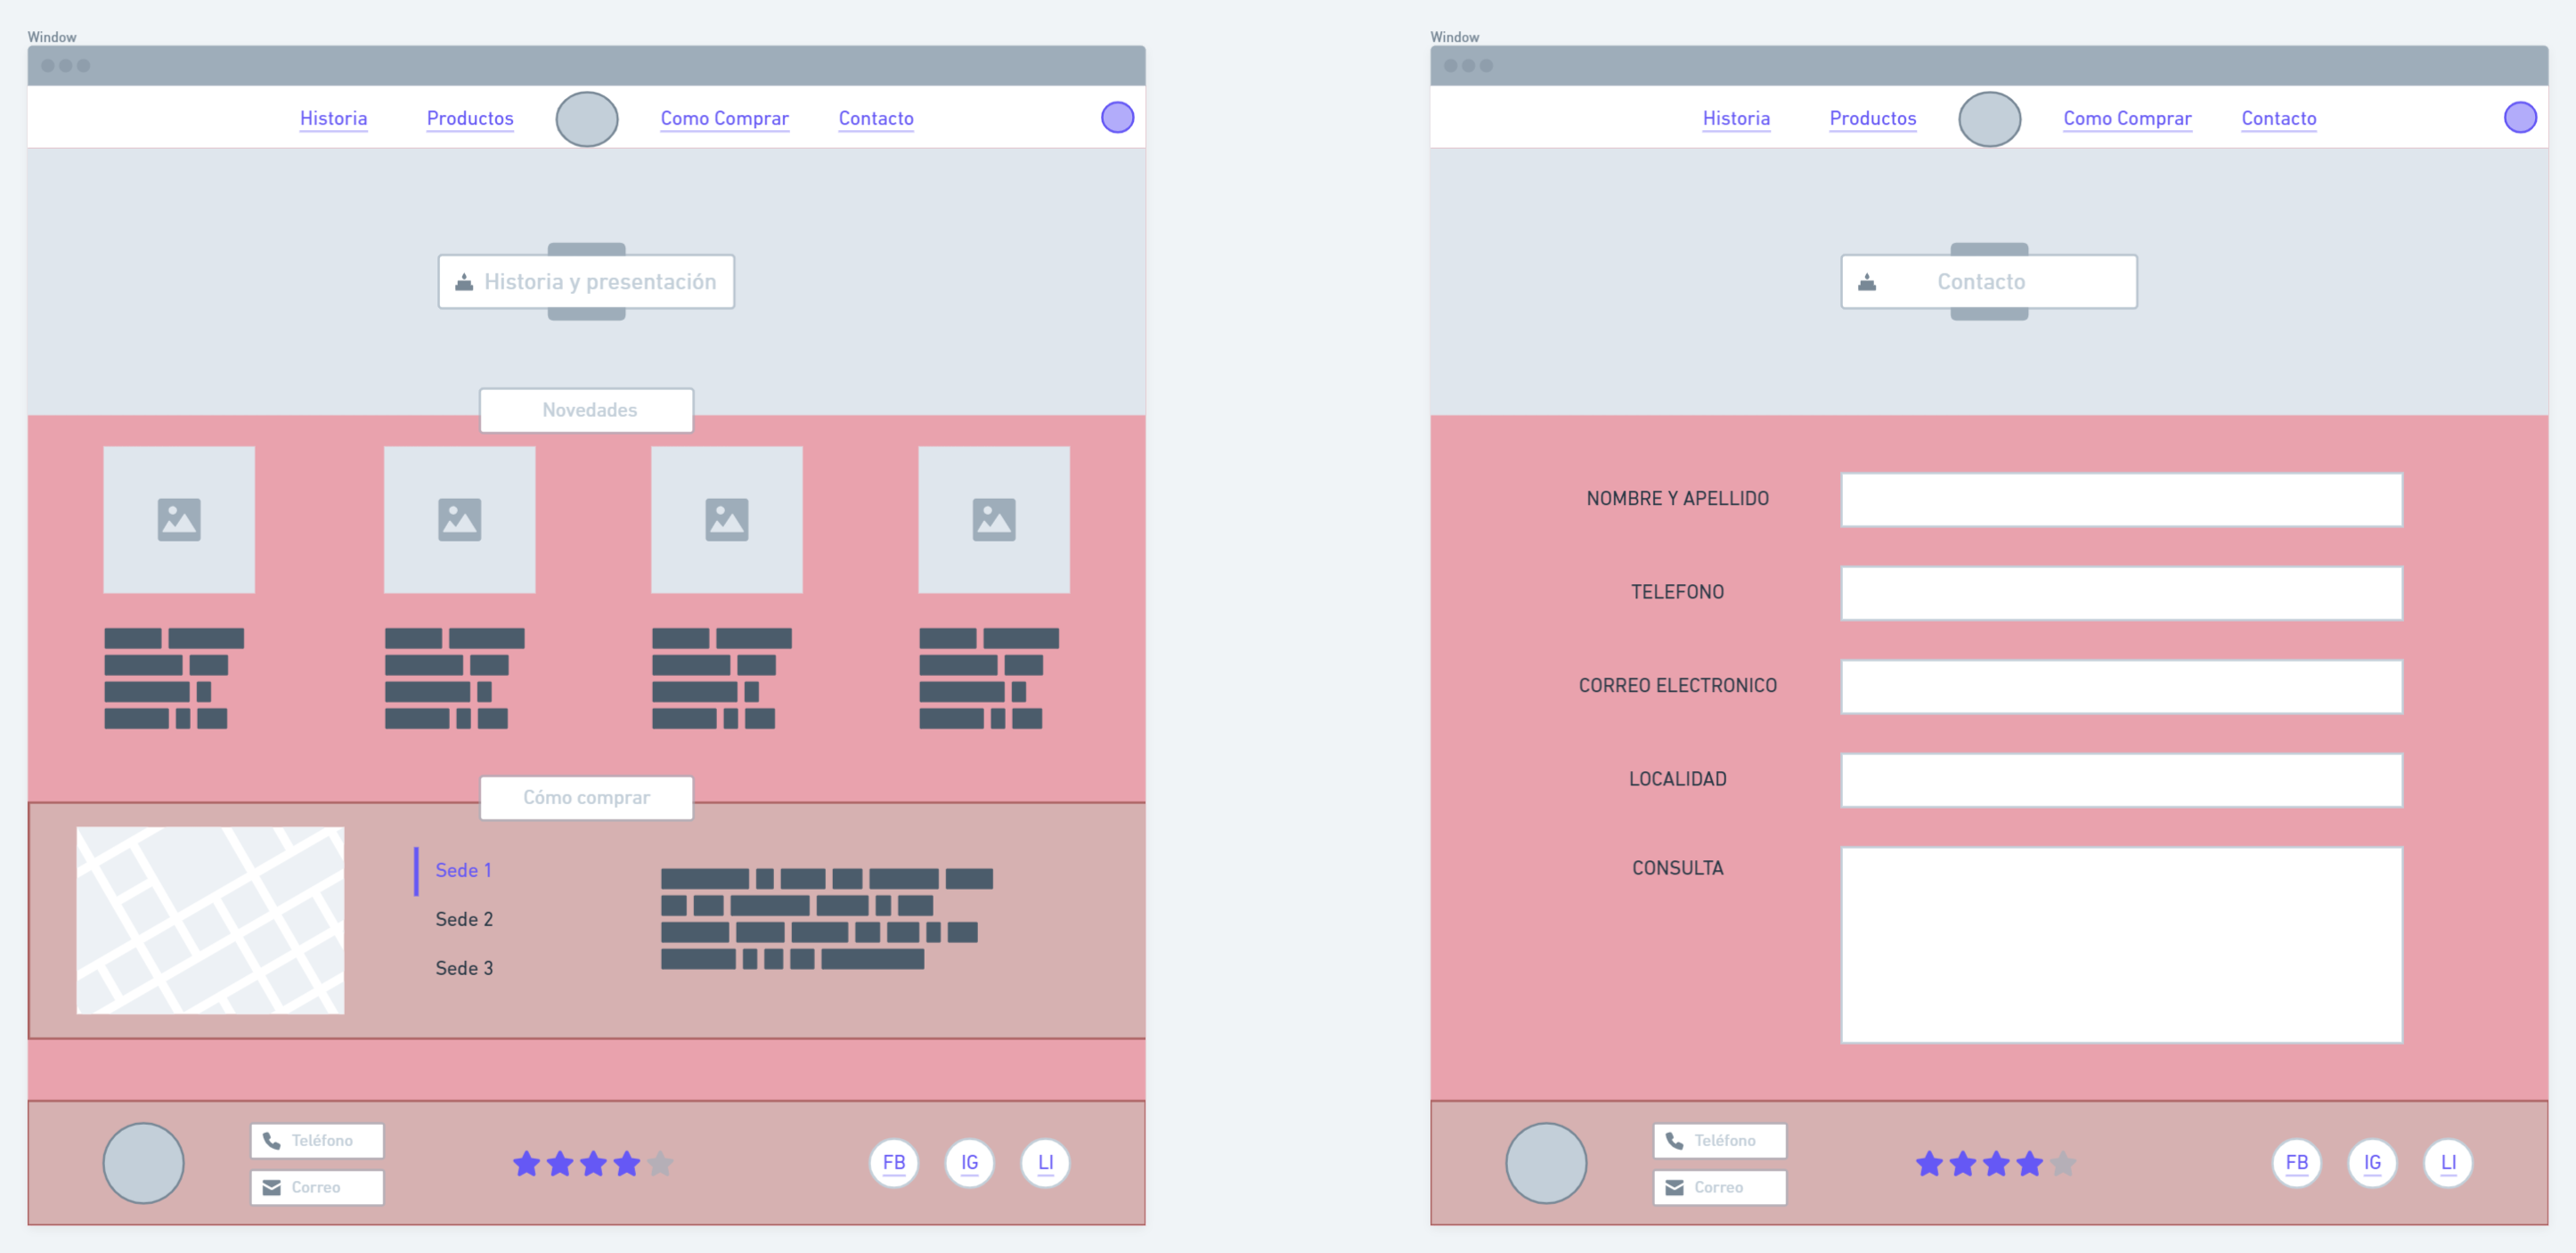 Window
Historia Productos Como Comprar Contacto
Historia y presentación
Novedades
Cómo comprar
Sede 1
Sede 2
Sede 3
Teléfono
Correo
FB IG LI
Window
Historia Productos Como Comprar Contacto
Contacto
NOMBRE Y APELLIDO
TELEFONO
CORREO ELECTRONICO
LOCALIDAD
CONSULTA
Teléfono
Correo
FB IG LI